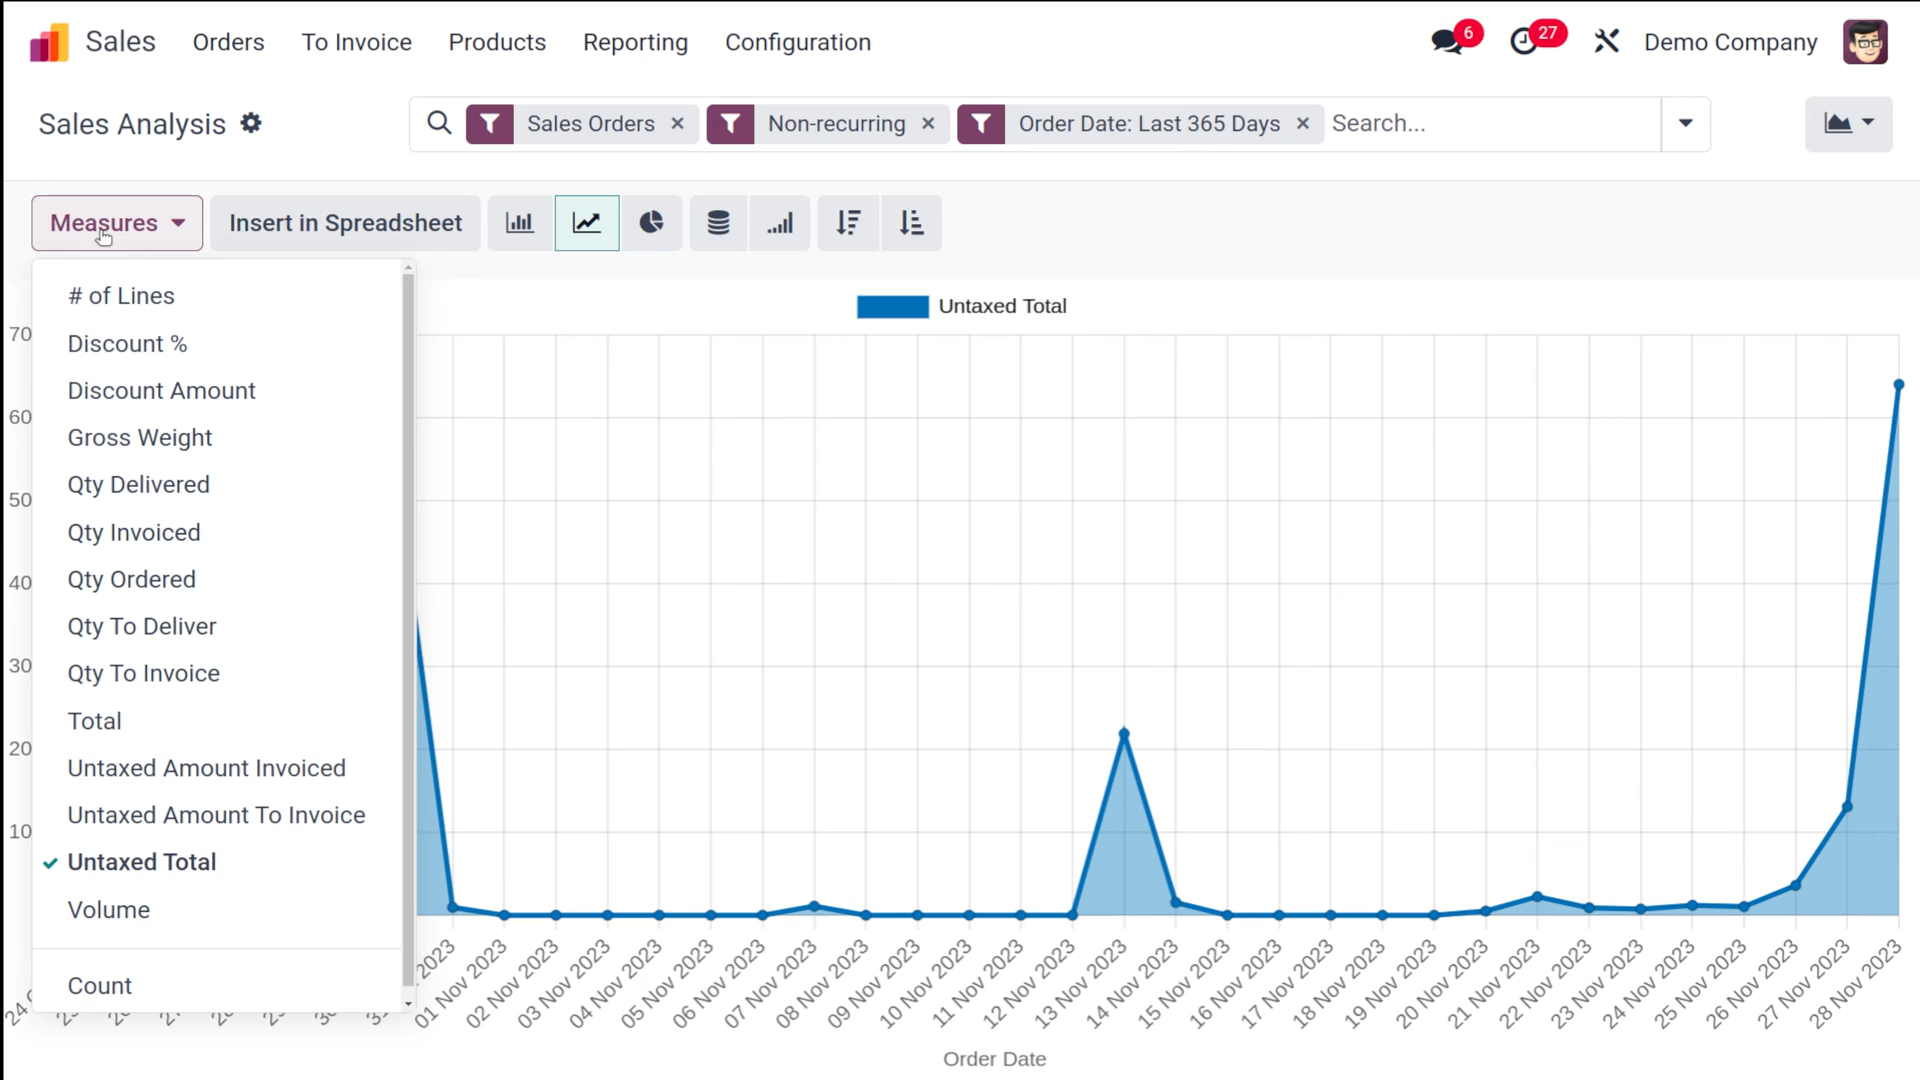 Sales Orders To Invoice Products Reporting Configuration 6 27 Demo Company
Sales Analysis Sales Orders × Non-recurring × Order Date: Last 365 Days × Search...
Measures Insert in Spreadsheet
# of Lines
Discount %
Discount Amount
Gross Weight
Qty Delivered
Qty Invoiced
Qty Ordered
Qty To Deliver
Qty To Invoice
Total
Untaxed Amount Invoiced
Untaxed Amount To Invoice
Untaxed Total
Volume
Count
Untaxed Total
70
60
50
40
30
20
10
2023
01 Nov 2023
02 Nov 2023
03 Nov 2023
04 Nov 2023
05 Nov 2023
06 Nov 2023
07 Nov 2023
08 Nov 2023
09 Nov 2023
10 Nov 2023
11 Nov 2023
12 Nov 2023
13 Nov 2023
14 Nov 2023
15 Nov 2023
16 Nov 2023
17 Nov 2023
18 Nov 2023
19 Nov 2023
20 Nov 2023
21 Nov 2023
22 Nov 2023
23 Nov 2023
24 Nov 2023
25 Nov 2023
26 Nov 2023
27 Nov 2023
28 Nov 2023
Order Date